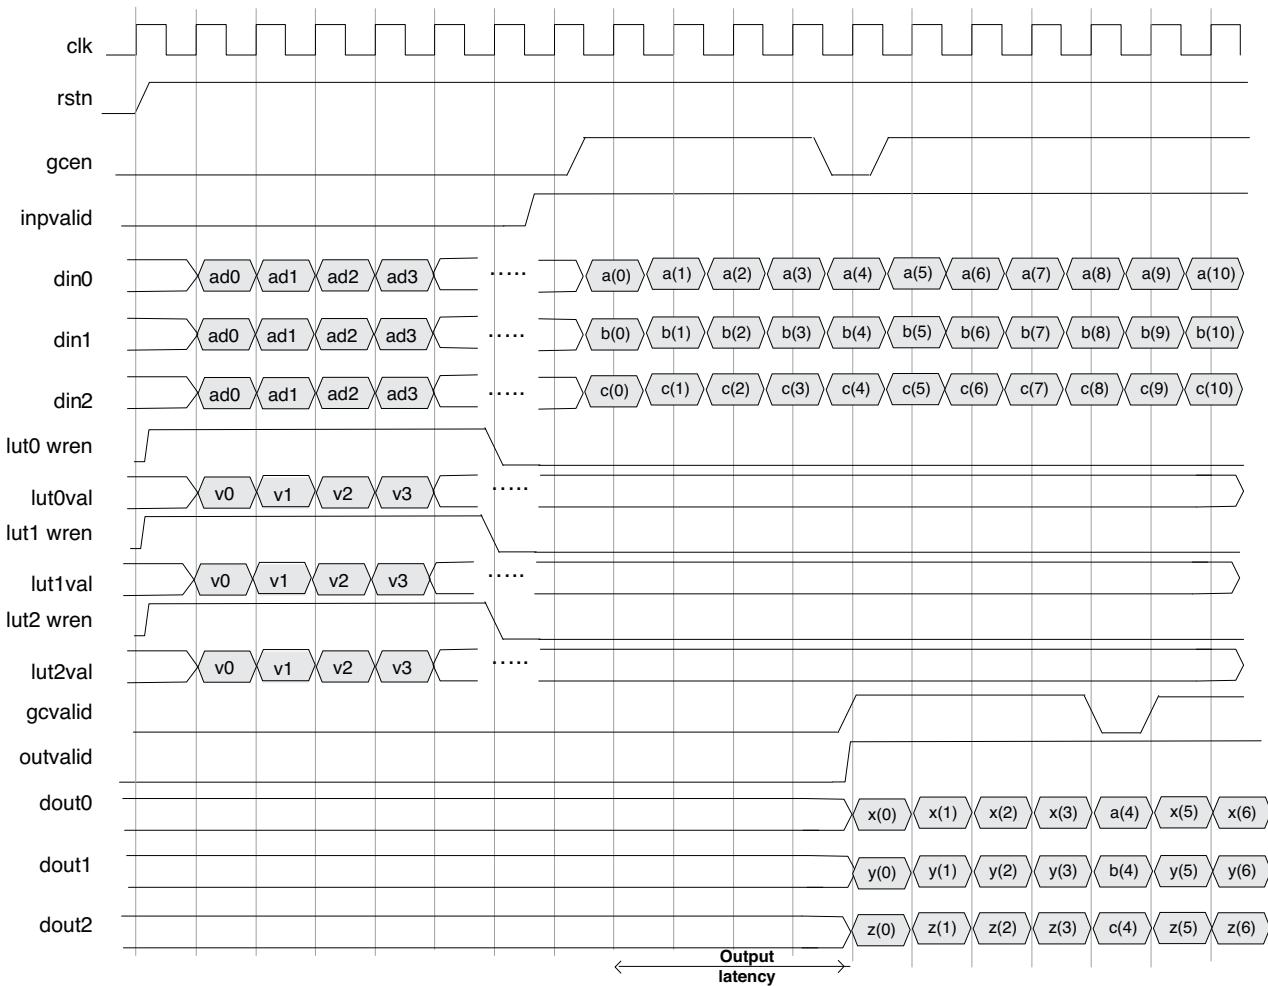 clk
rstn
gcen
inpvalid
din0 ad0 ad1 ad2 ad3 ..... a(0) a(1) a(2) a(3) a(4) a(5) a(6) a(7) a(8) a(9) a(10)
din1 ad0 ad1 ad2 ad3 ..... b(0) b(1) b(2) b(3) b(4) b(5) b(6) b(7) b(8) b(9) b(10)
din2 ad0 ad1 ad2 ad3 ..... c(0) c(1) c(2) c(3) c(4) c(5) c(6) c(7) c(8) c(9) c(10)
lut0 wren
lut0val v0 v1 v2 v3 .....
lut1 wren
lut1val v0 v1 v2 v3 .....
lut2 wren
lut2val v0 v1 v2 v3 .....
gcvalid
outvalid
dout0 x(0) x(1) x(2) x(3) a(4) x(5) x(6)
dout1 y(0) y(1) y(2) y(3) b(4) y(5) y(6)
dout2 z(0) z(1) z(2) z(3) c(4) z(5) z(6)
Output
latency